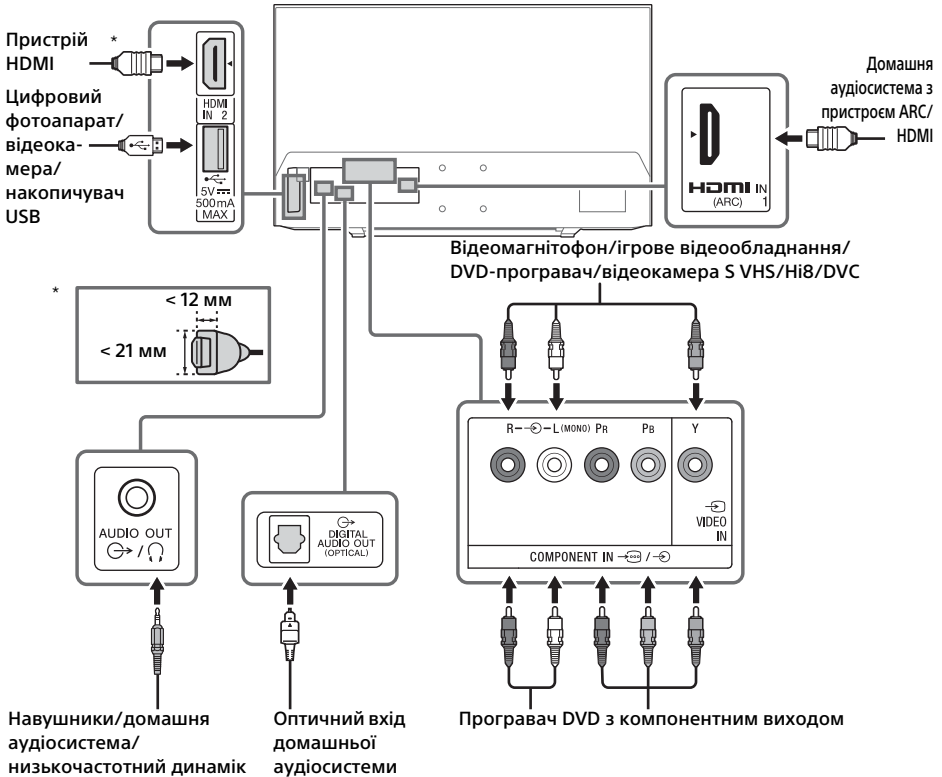 Пристрій *
HDMI
Цифровий
фотоапарат/
відеока-
мера/
накопичувач
USB
HDMI
IN 2
5V
500mA
MAX
Домашня
аудіосистема з
пристроєм ARC/
HDMI
HDMI IN
1
(ARC)
Відеомагнітофон/ігрове відеообладнання/
DVD-програвач/відеокамера S VHS/Hi8/DVC
*
< 12 мм
< 21 мм
R L (MONO) PR PB Y
VIDEO
IN
COMPONENT IN /
AUDIO OUT
/
DIGITAL
AUDIO OUT
(OPTICAL)
Навушники/домашня
аудіосистема/
низькочастотний динамік
Оптичний вхід
домашньої
аудіосистеми
Програвач DVD з компонентним виходом